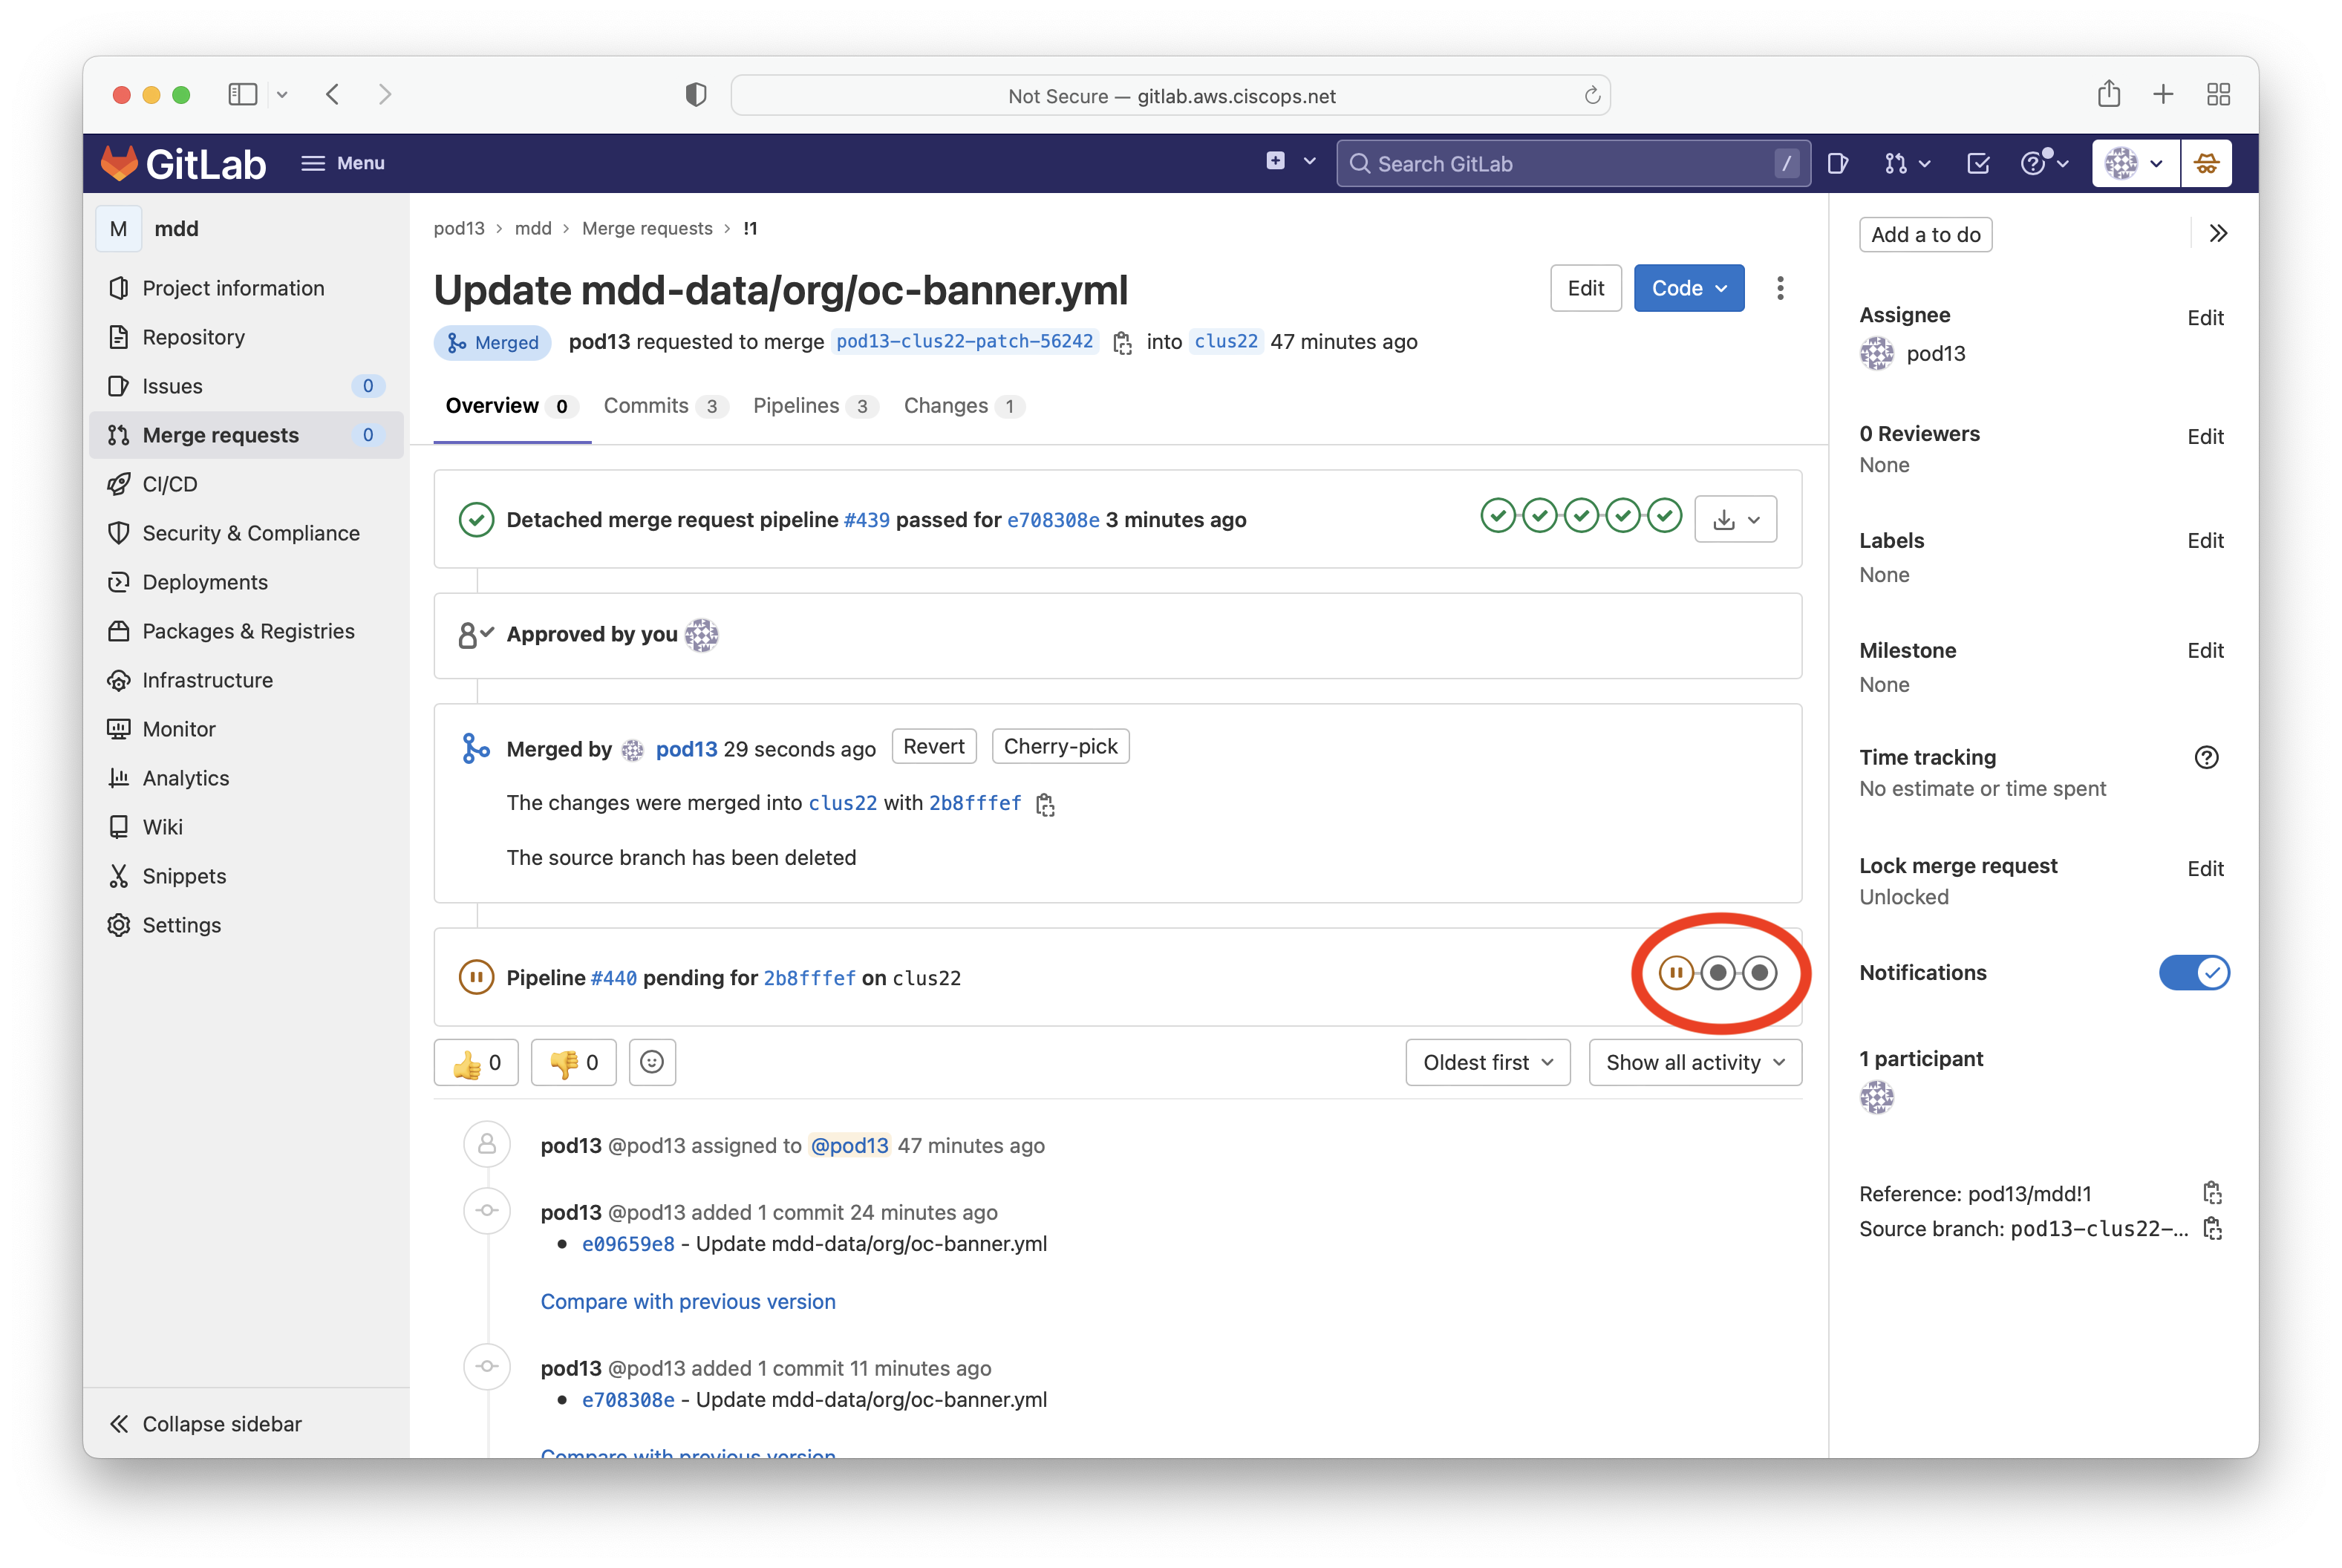 Not Secure — gitlab.aws.ciscops.net
GitLab
Menu
Search GitLab
/
M
mdd
Project information
Repository
Issues 0
Merge requests 0
CI/CD
Security & Compliance
Deployments
Packages & Registries
Infrastructure
Monitor
Analytics
Wiki
Snippets
Settings
Collapse sidebar
pod13 › mdd › Merge requests › !1
Update mdd-data/org/oc-banner.yml
Edit
Code
Merged pod13 requested to merge pod13-clus22-patch-56242 into clus22 47 minutes ago
Overview 0 Commits 3 Pipelines 3 Changes 1
Detached merge request pipeline #439 passed for e708308e 3 minutes ago
Approved by you
Merged by pod13 29 seconds ago Revert Cherry-pick
The changes were merged into clus22 with 2b8fffef
The source branch has been deleted
Pipeline #440 pending for 2b8fffef on clus22
0 0
Oldest first
Show all activity
pod13 @pod13 assigned to @pod13 47 minutes ago
pod13 @pod13 added 1 commit 24 minutes ago
• e09659e8 - Update mdd-data/org/oc-banner.yml
Compare with previous version
pod13 @pod13 added 1 commit 11 minutes ago
• e708308e - Update mdd-data/org/oc-banner.yml
Compare with previous version
Add a to do
Assignee Edit
pod13
0 Reviewers Edit
None
Labels Edit
None
Milestone Edit
None
Time tracking
No estimate or time spent
Lock merge request Edit
Unlocked
Notifications
1 participant
Reference: pod13/mdd!1
Source branch: pod13-clus22-...